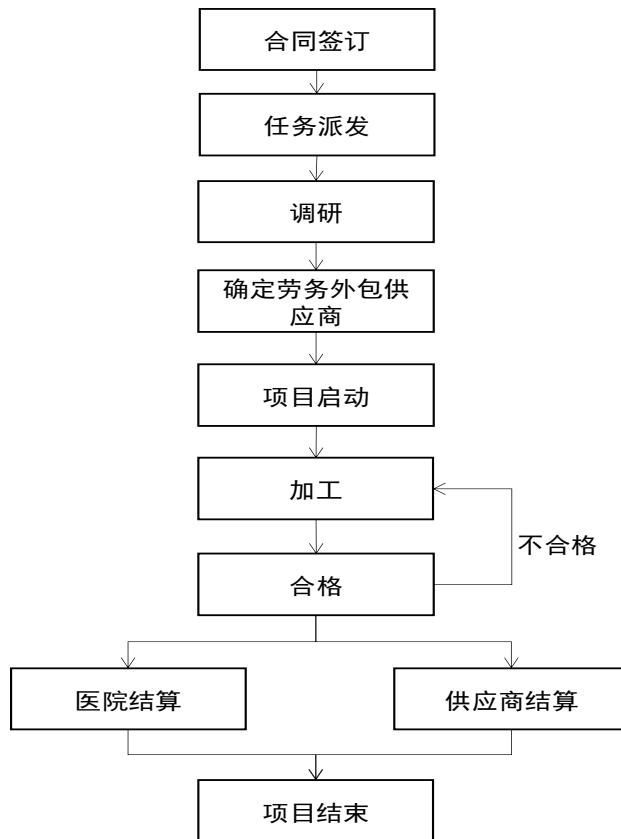 合同签订
任务派发
调研
确定劳务外包供
应商
项目启动
加工
不合格
合格
医院结算
供应商结算
项目结束